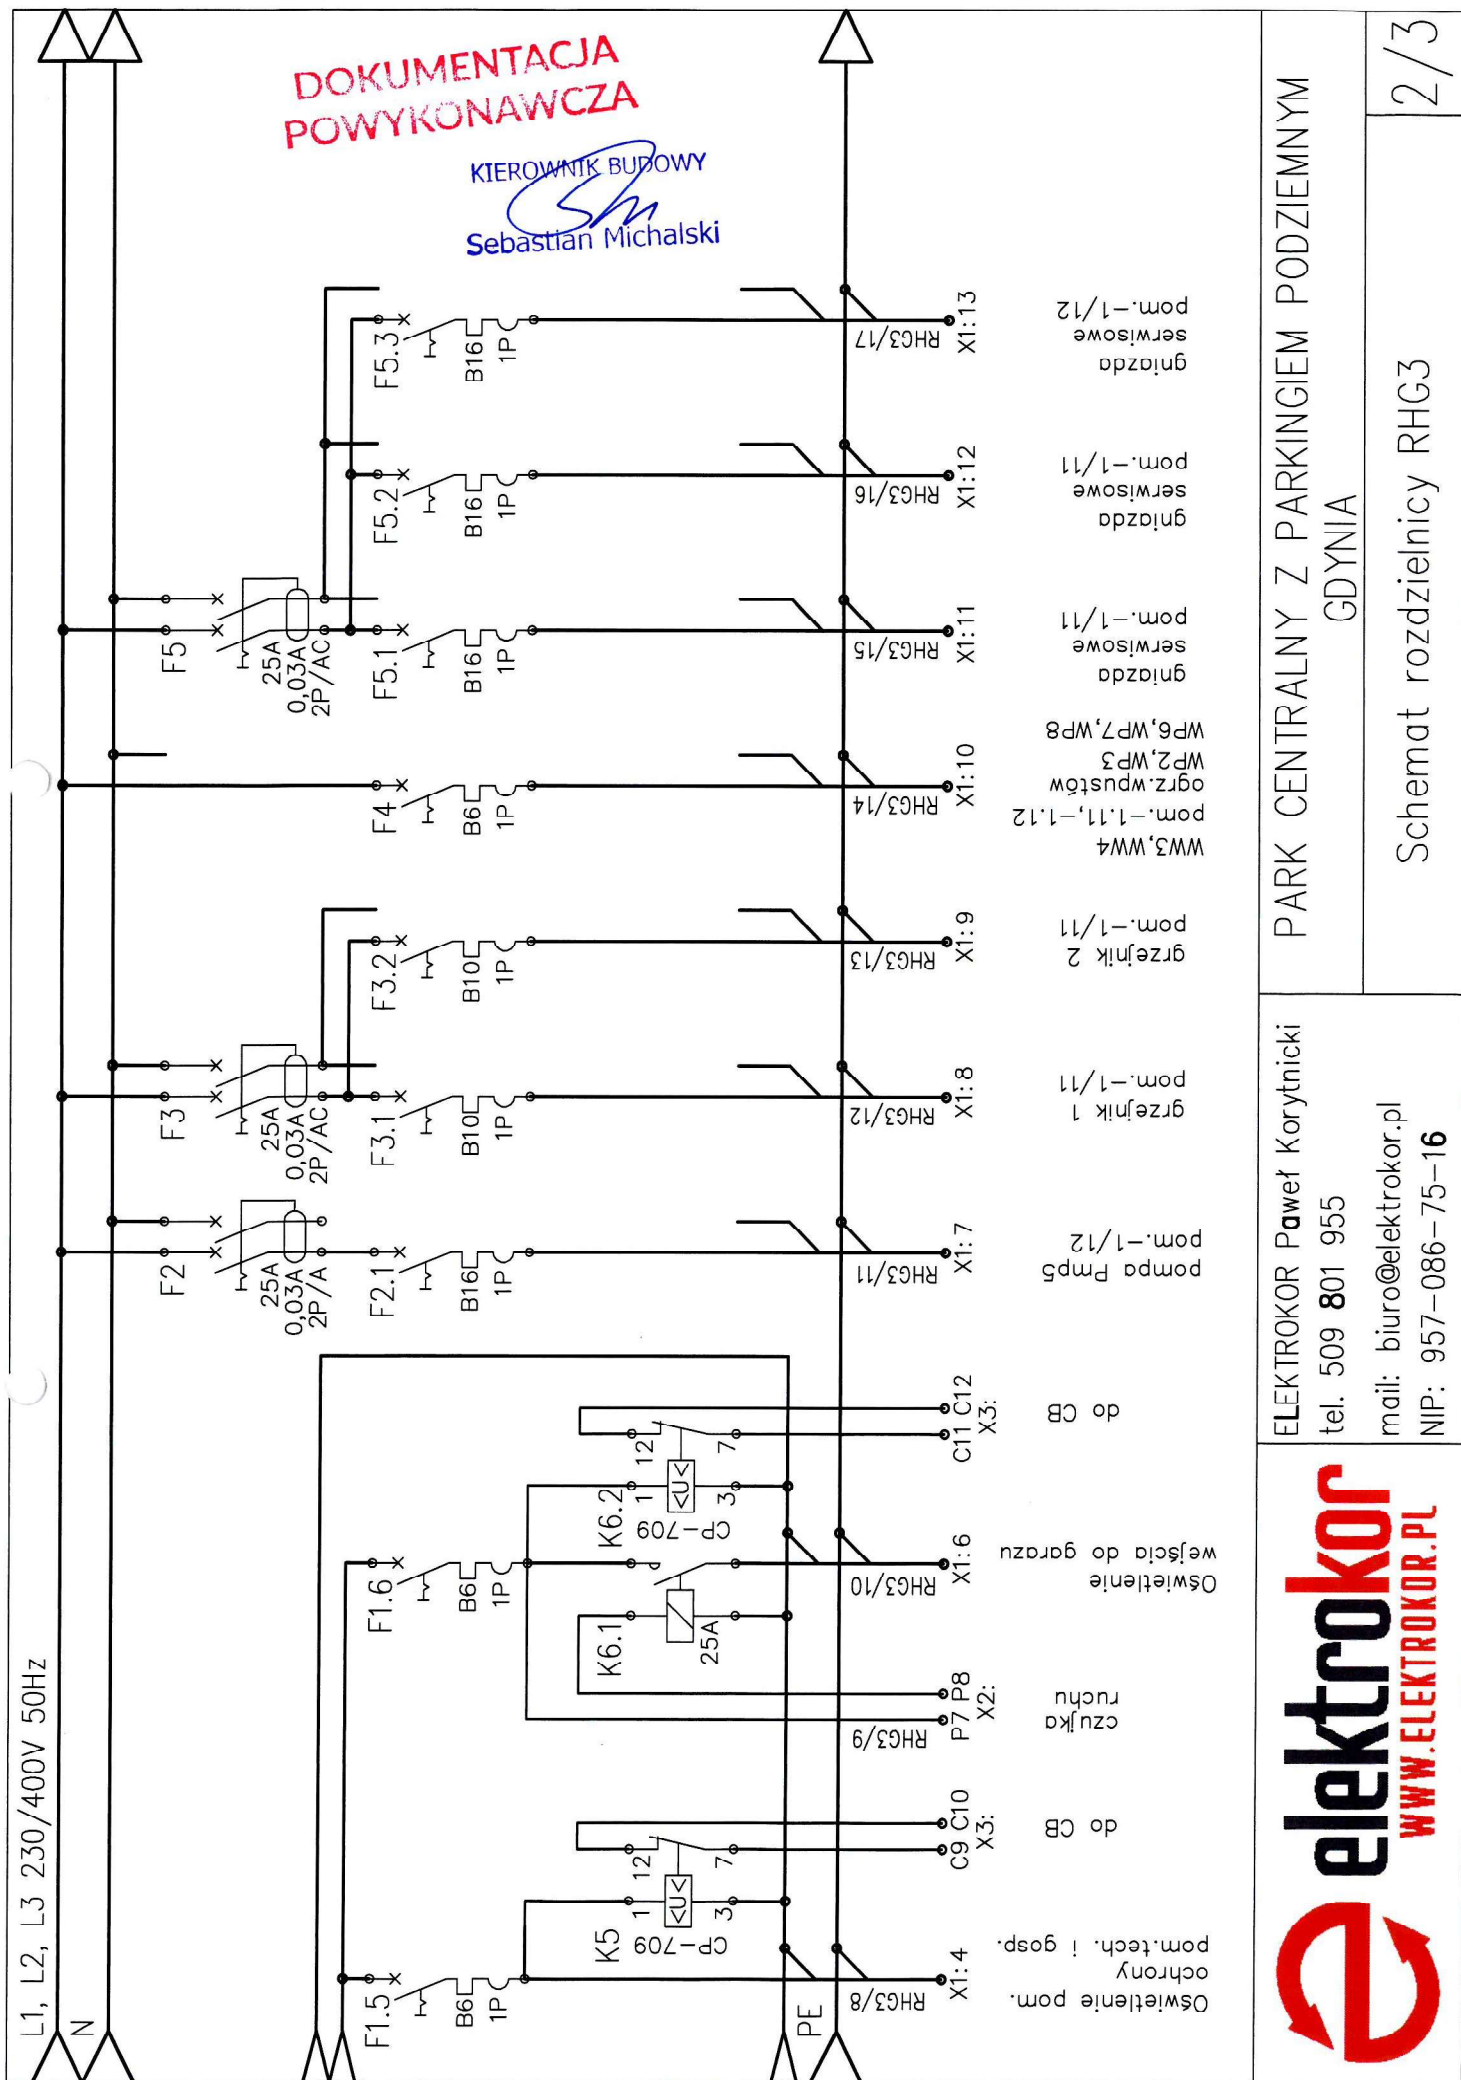 L1, L2, L3 230/400V 50Hz
N
PE
DOKUMENTACJA
POWYKONAWCZA
KIEROWNIK BUDOWY
Sebastian Michalski
F1.5
B6
1P
K5
CP-709
<U<
1
3
12
7
RHG3/8
X1:4
Oświetlenie pom.
ochrony
pom.tech. i gosp.
C9 C10
X3:
do CB
RHG3/9
P7 P8
X2:
czujka
ruchu
F1.6
B6
1P
K6.1
25A
K6.2
CP-709
<U<
1
3
12
7
RHG3/10
X1:6
Oświetlenie
wejścia do garazu
C11 C12
X3:
do CB
F2
25A
0,03A
2P/A
F2.1
B16
1P
RHG3/11
X1:7
pompa Pmp5
pom.-1/12
F3
25A
0,03A
2P/AC
F3.1
B10
1P
RHG3/12
X1:8
grzejnik 1
pom.-1/11
F3.2
B10
1P
RHG3/13
X1:9
grzejnik 2
pom.-1/11
F4
B6
1P
RHG3/14
X1:10
WW3,WW4
pom.-1.11,-1.12
ogrz.wpustów
WP2,WP3
WP6,WP7,WP8
F5
25A
0,03A
2P/AC
F5.1
B16
1P
RHG3/15
X1:11
gniazda
serwisowe
pom.-1/11
F5.2
B16
1P
RHG3/16
X1:12
gniazda
serwisowe
pom.-1/11
F5.3
B16
1P
RHG3/17
X1:13
gniazda
serwisowe
pom.-1/12
elektrokor
WWW.ELEKTROKOR.PL
ELEKTROKOR Paweł Korytnicki
tel. 509 801 955
mail: biuro@elektrokor.pl
NIP: 957-086-75-16
PARK CENTRALNY Z PARKINGIEM PODZIEMNYM
GDYNIA
Schemat rozdzielnicy RHG3
2/3